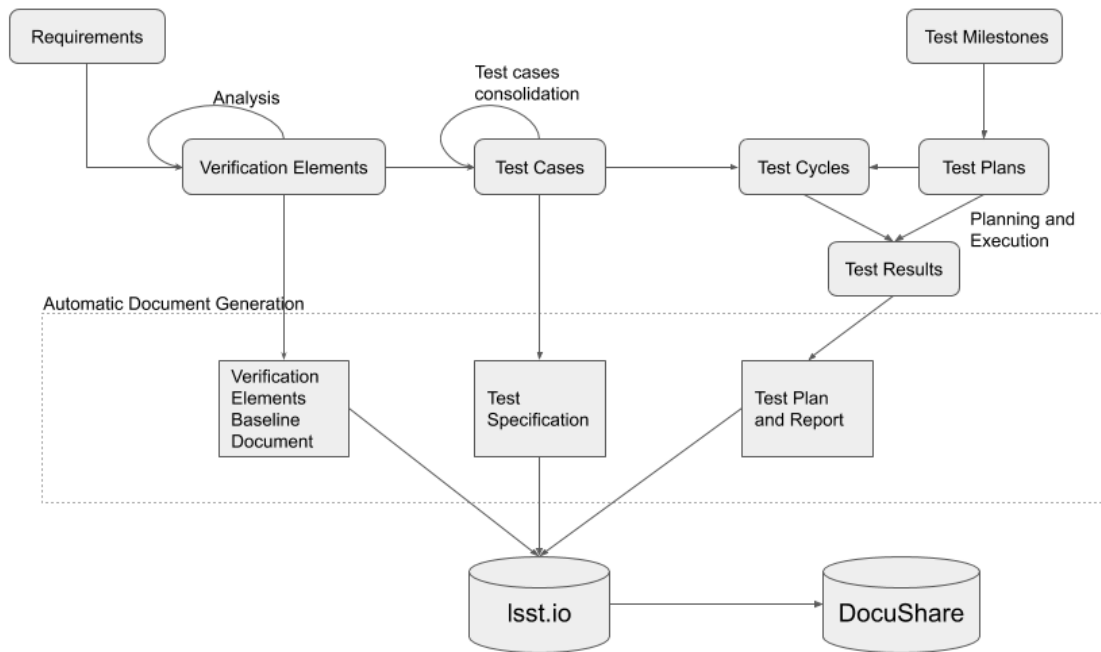 Requirements
Test Milestones
Test cases
consolidation
Analysis
Verification Elements
Test Cases
Test Cycles
Test Plans
Planning and
Execution
Test Results
Automatic Document Generation
Verification
Elements
Baseline
Document
Test
Specification
Test Plan
and Report
lsst.io
DocuShare